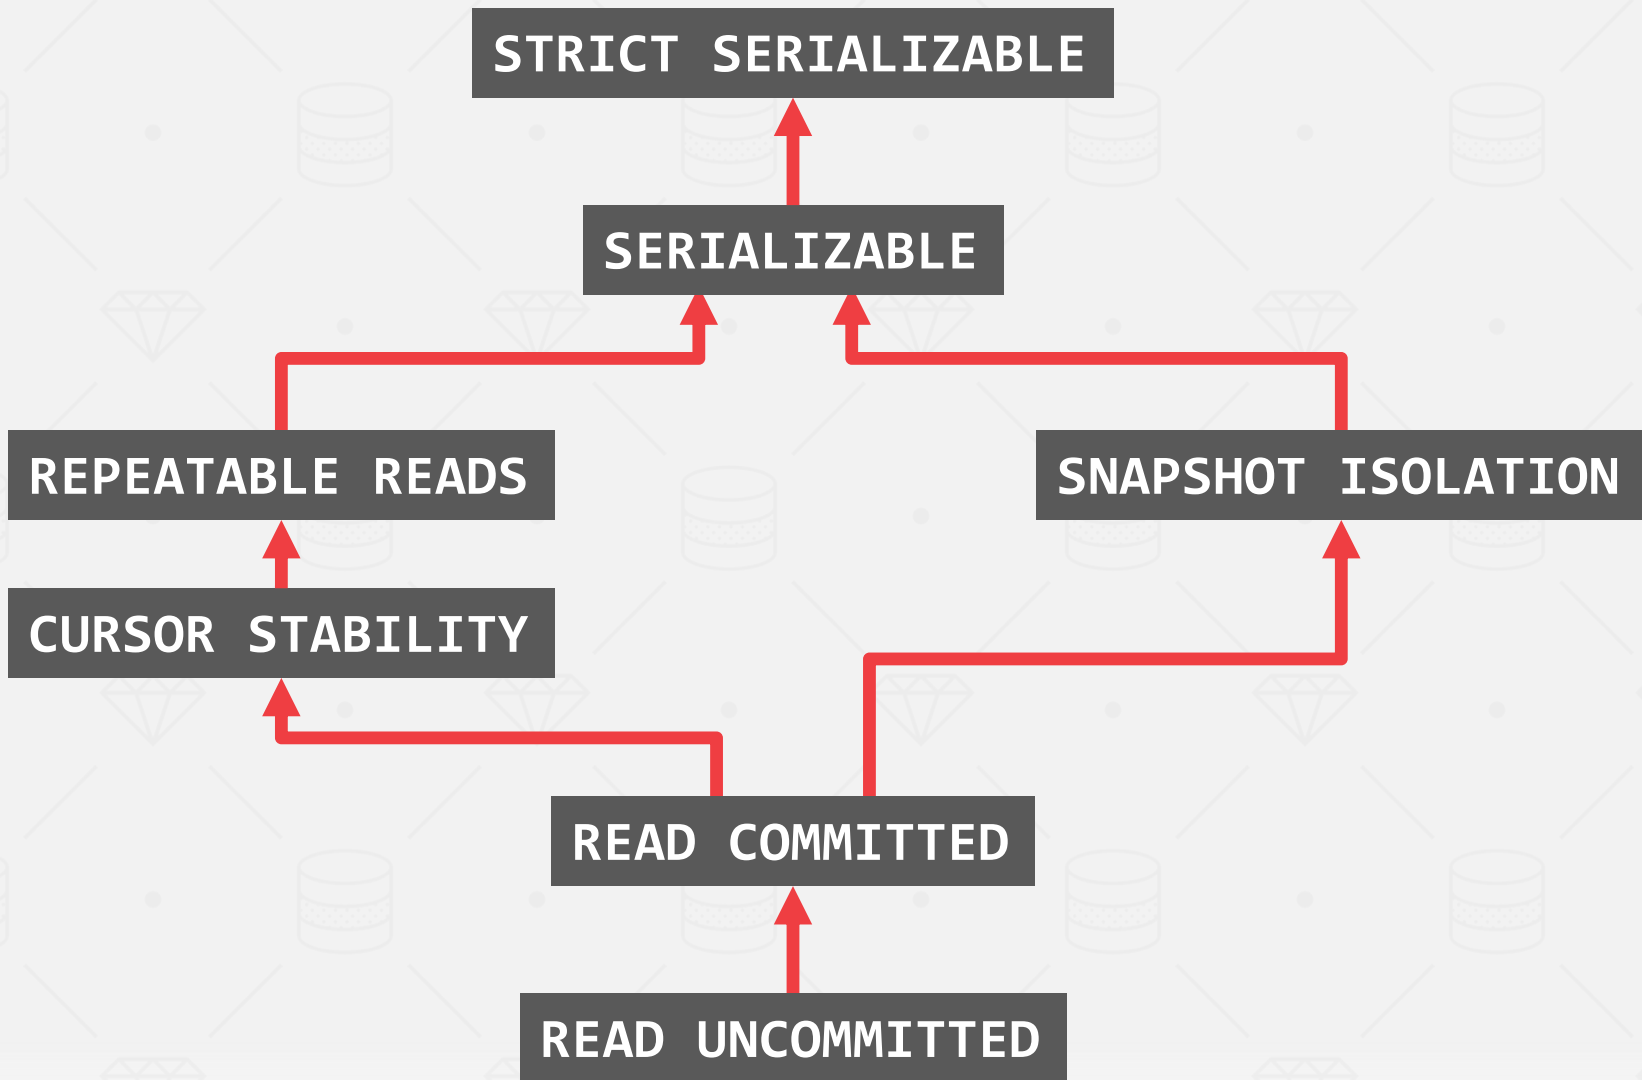 STRICT SERIALIZABLE
SERIALIZABLE
REPEATABLE READS
SNAPSHOT ISOLATION
CURSOR STABILITY
READ COMMITTED
READ UNCOMMITTED